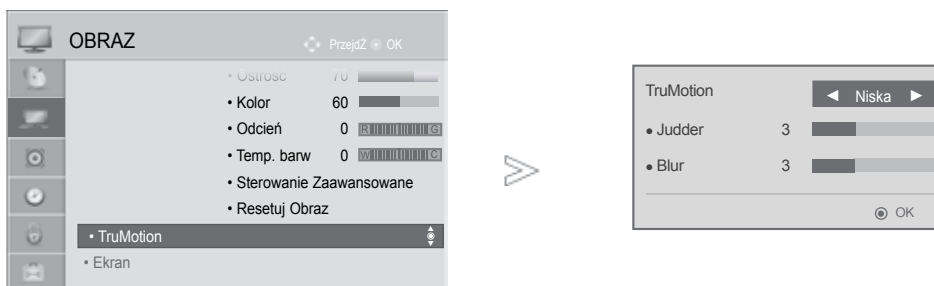 OBRAZ
PrzejdŹ OK
• Ostrość 70
• Kolor 60
• Odcień 0 R G
• Temp. barw 0 W C
• Sterowanie Zaawansowane
• Resetuj Obraz
• TruMotion
• Ekran
TruMotion ◄ Niska ►
● Judder 3
● Blur 3
OK